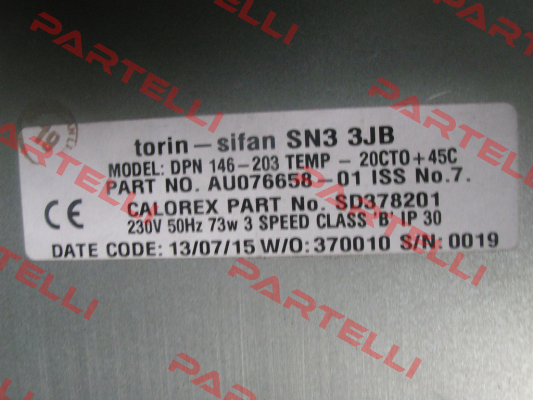 PARTELLI
PARTELLI
19
torin-sifan SN3 3JB
MODEL: DPN 146-203 TEMP -20CTO+45C
PART NO. AU076658-01 ISS No.7.
CE CALOREX PART No. SD378201
230V 50Hz 73w 3 SPEED CLASS 'B' IP 30
DATE CODE: 13/07/15 W/O: 370010 S/N: 0019
PARTELLI
PARTELLI
PARTELLI